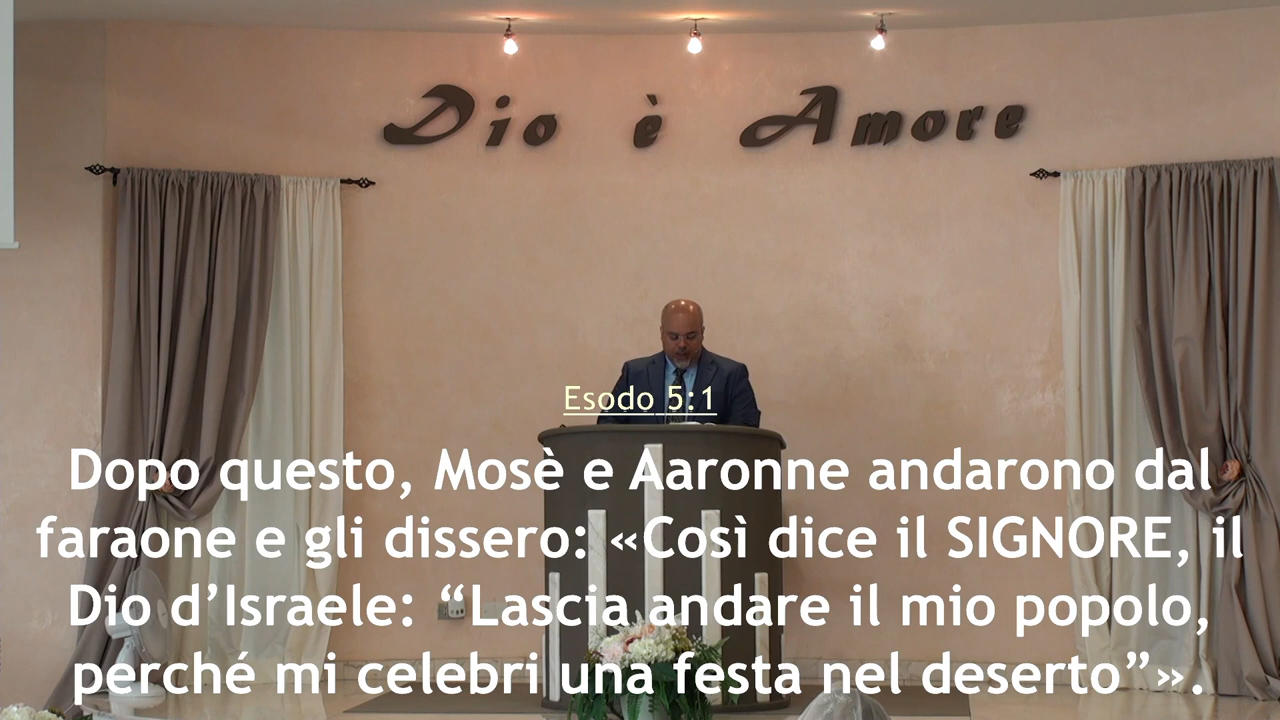 Dio è Amore
Esodo 5:1
Dopo questo, Mosè e Aaronne andarono dal
faraone e gli dissero: «Così dice il SIGNORE, il
Dio d’Israele: “Lascia andare il mio popolo,
perché mi celebri una festa nel deserto”».